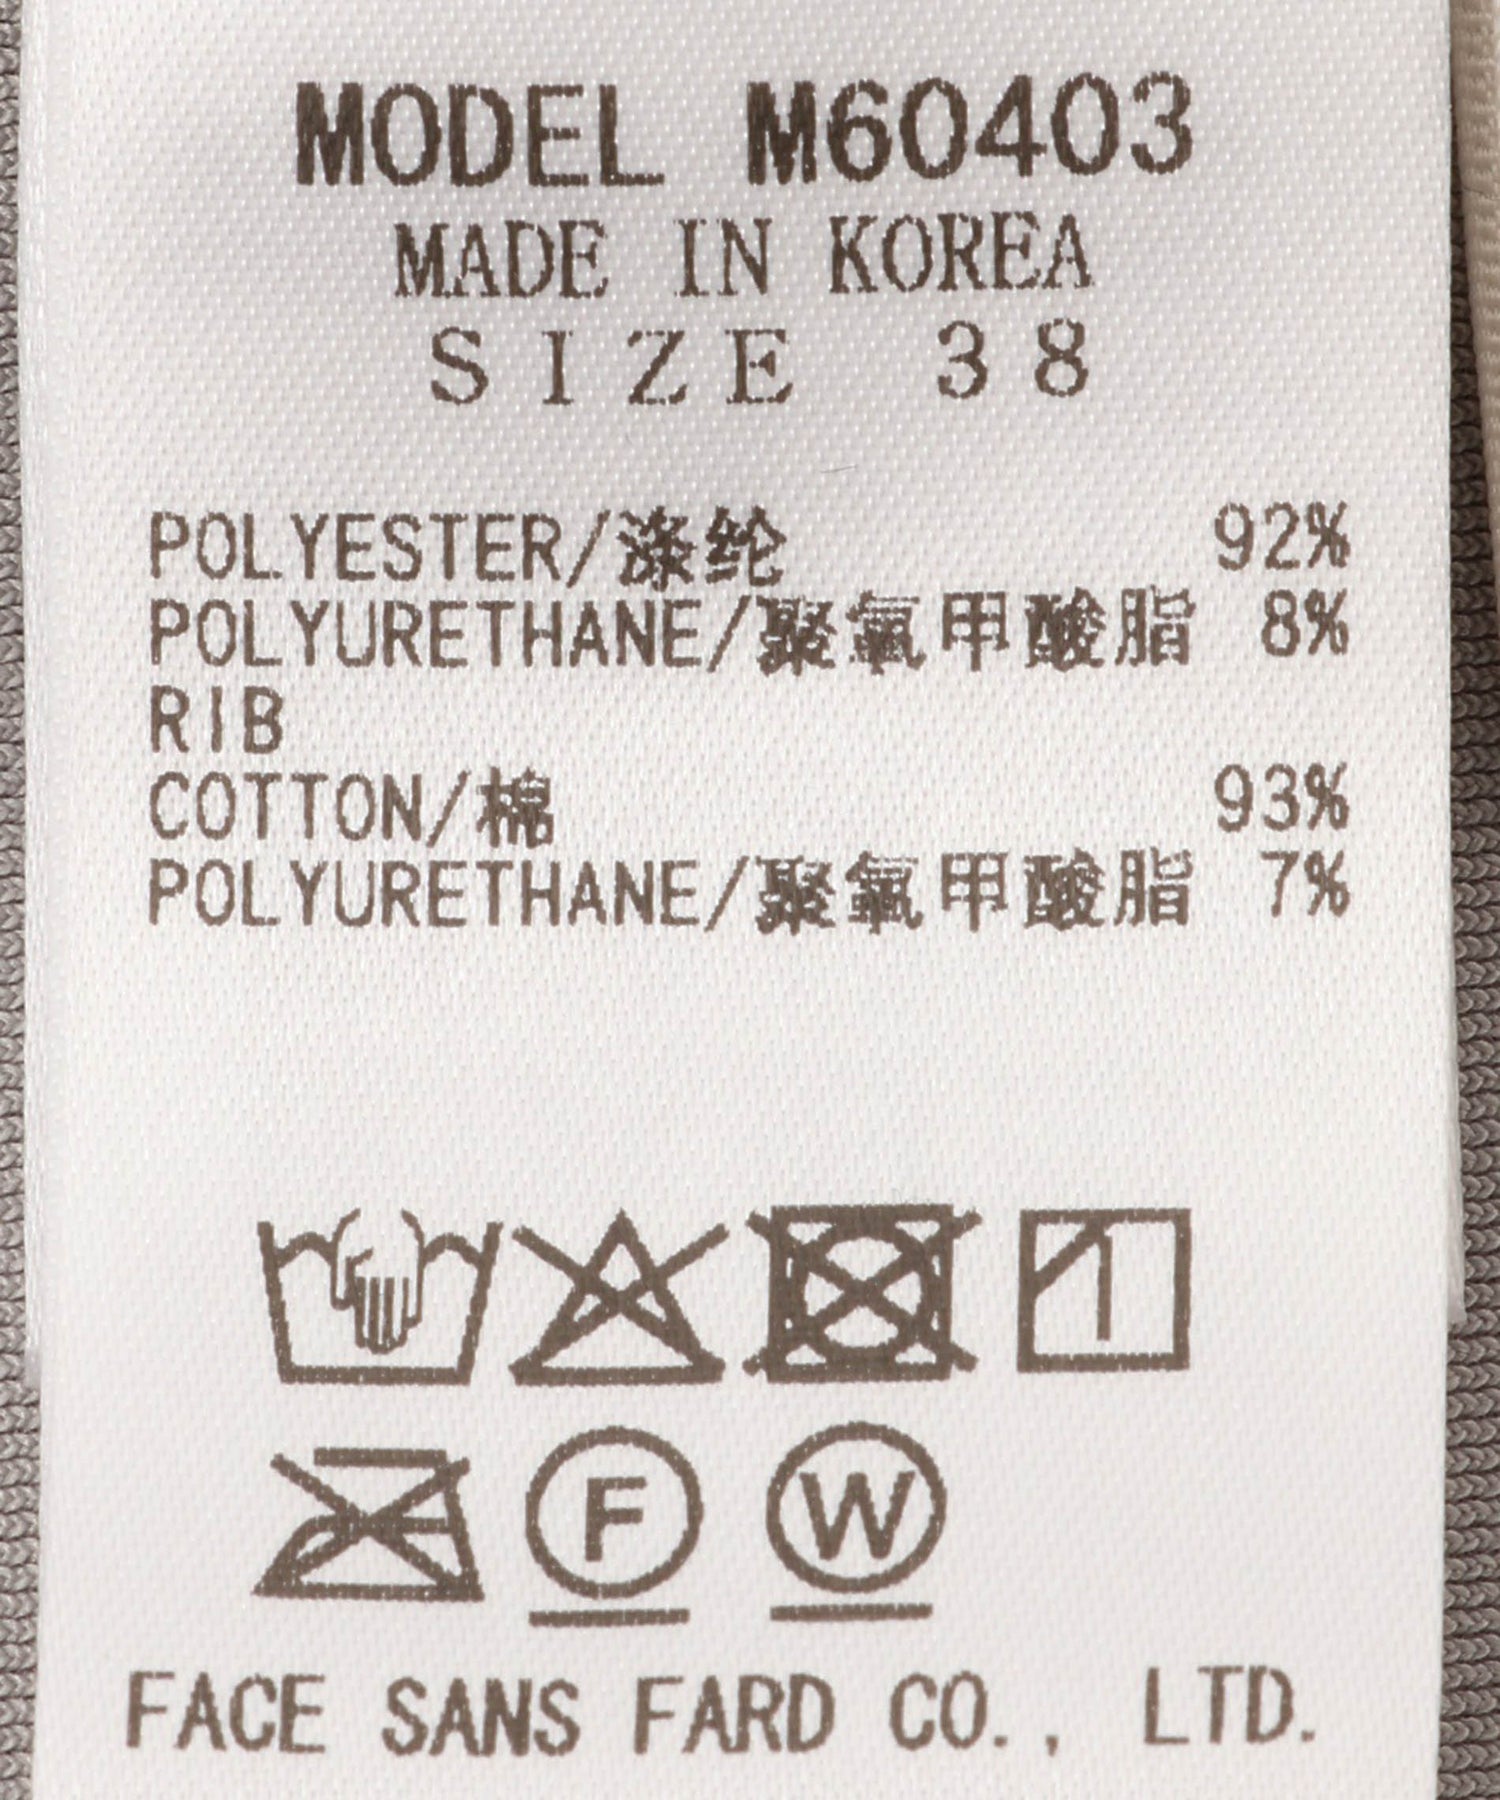 MODEL M60403
MADE IN KOREA
SIZE 38
POLYESTER/涤纶 92%
POLYURETHANE/聚氨甲酸脂 8%
RIB
COTTON/棉 93%
POLYURETHANE/聚氨甲酸脂 7%
F W
FACE SANS FARD CO., LTD.